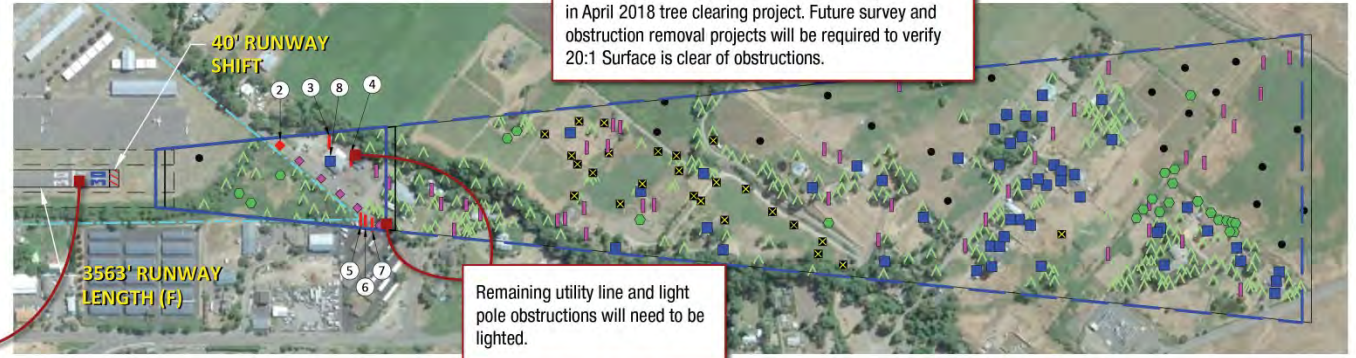 in April 2018 tree clearing project. Future survey and
obstruction removal projects will be required to verify
20:1 Surface is clear of obstructions.
40' RUNWAY
SHIFT
2
3
8
4
30
30
3563' RUNWAY
LENGTH (F)
5
6
7
Remaining utility line and light
pole obstructions will need to be
lighted.